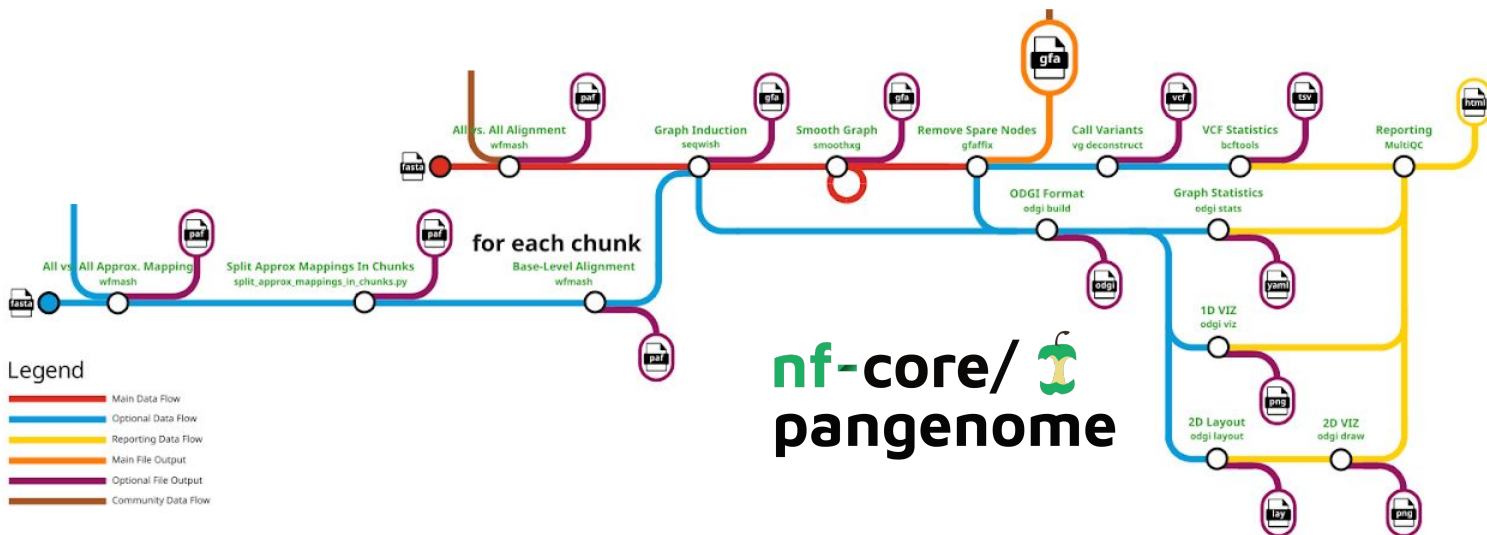 gfa
paf
gfa
gfa
vcf
tsv
html
All vs. All Alignment
wfmash
Graph Induction
seqwish
Smooth Graph
smoothxg
Remove Spare Nodes
gfaffix
Call Variants
vg deconstruct
VCF Statistics
bcftools
Reporting
MultiQC
fasta
ODGI Format
odgi build
Graph Statistics
odgi stats
paf
paf
for each chunk
All vs. All Approx. Mapping
wfmash
Split Approx Mappings In Chunks
split_approx_mappings_in_chunks.py
Base-Level Alignment
wfmash
fasta
odgi
yaml
1D VIZ
odgi viz
paf
nf-core/
pangenome
png
2D Layout
odgi layout
2D VIZ
odgi draw
lay
png
Legend
Main Data Flow
Optional Data Flow
Reporting Data Flow
Main File Output
Optional File Output
Community Data Flow